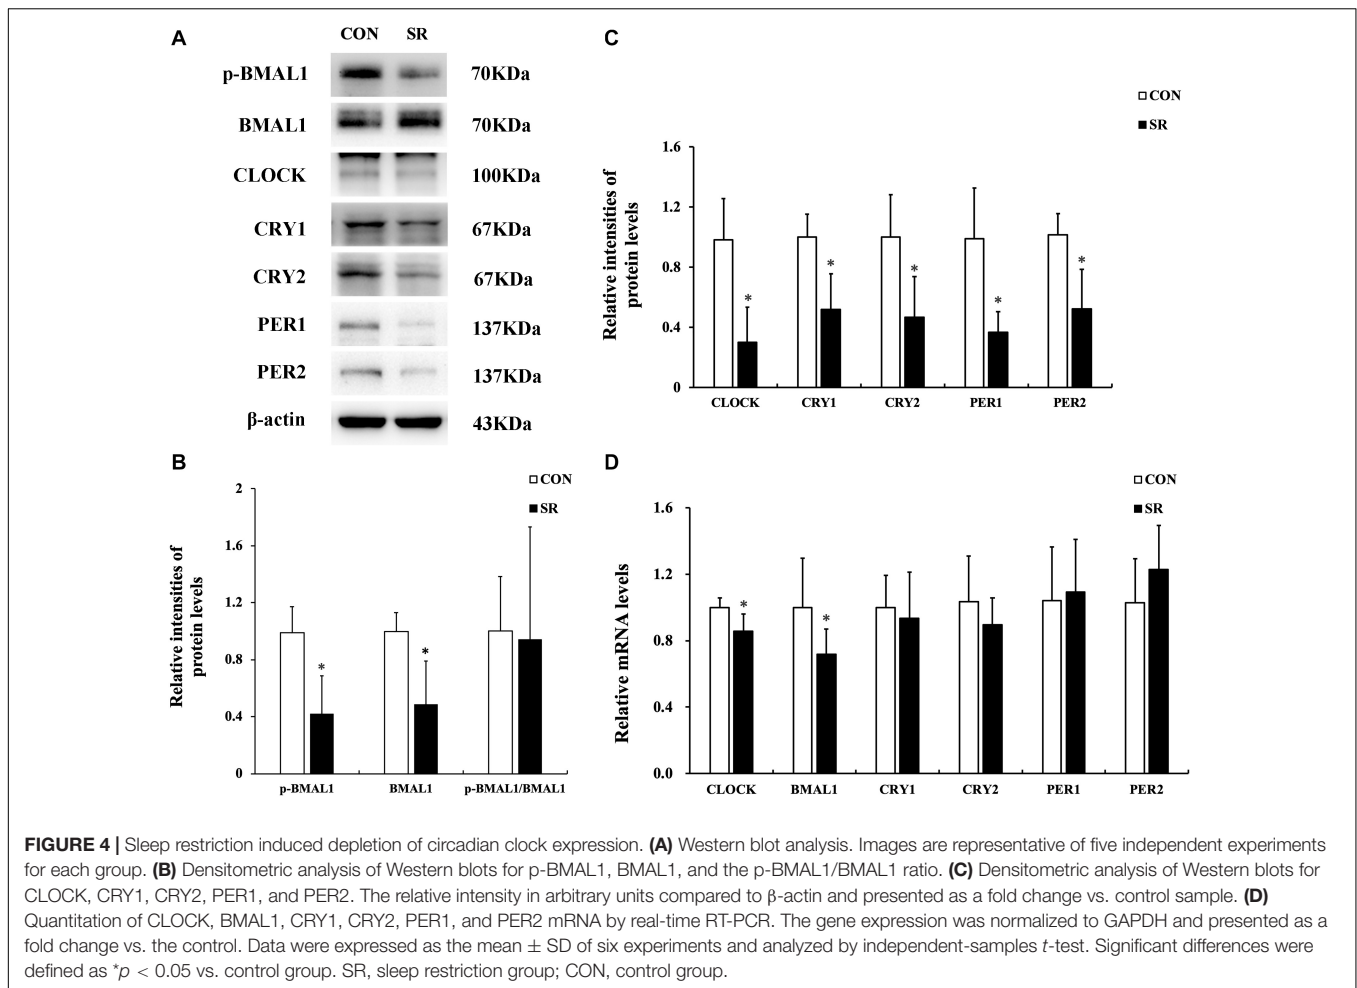 A
CON SR
p-BMAL1 70KDa
BMAL1 70KDa
CLOCK 100KDa
CRY1 67KDa
CRY2 67KDa
PER1 137KDa
PER2 137KDa
β-actin 43KDa
C
CON
SR
Relative intensities of
protein levels
1.6
1.2
0.8
0.4
0
* * * * *
CLOCK CRY1 CRY2 PER1 PER2
B
CON
SR
Relative intensities of
protein levels
2
1.6
1.2
0.8
0.4
0
* *
p-BMAL1 BMAL1 p-BMAL1/BMAL1
D
CON
SR
Relative mRNA levels
1.6
1.2
0.8
0.4
0.0
* *
CLOCK BMAL1 CRY1 CRY2 PER1 PER2
FIGURE 4 | Sleep restriction induced depletion of circadian clock expression. (A) Western blot analysis. Images are representative of five independent experiments
for each group. (B) Densitometric analysis of Western blots for p-BMAL1, BMAL1, and the p-BMAL1/BMAL1 ratio. (C) Densitometric analysis of Western blots for
CLOCK, CRY1, CRY2, PER1, and PER2. The relative intensity in arbitrary units compared to β-actin and presented as a fold change vs. control sample. (D)
Quantitation of CLOCK, BMAL1, CRY1, CRY2, PER1, and PER2 mRNA by real-time RT-PCR. The gene expression was normalized to GAPDH and presented as a
fold change vs. the control. Data were expressed as the mean ± SD of six experiments and analyzed by independent-samples t-test. Significant differences were
defined as *p < 0.05 vs. control group. SR, sleep restriction group; CON, control group.